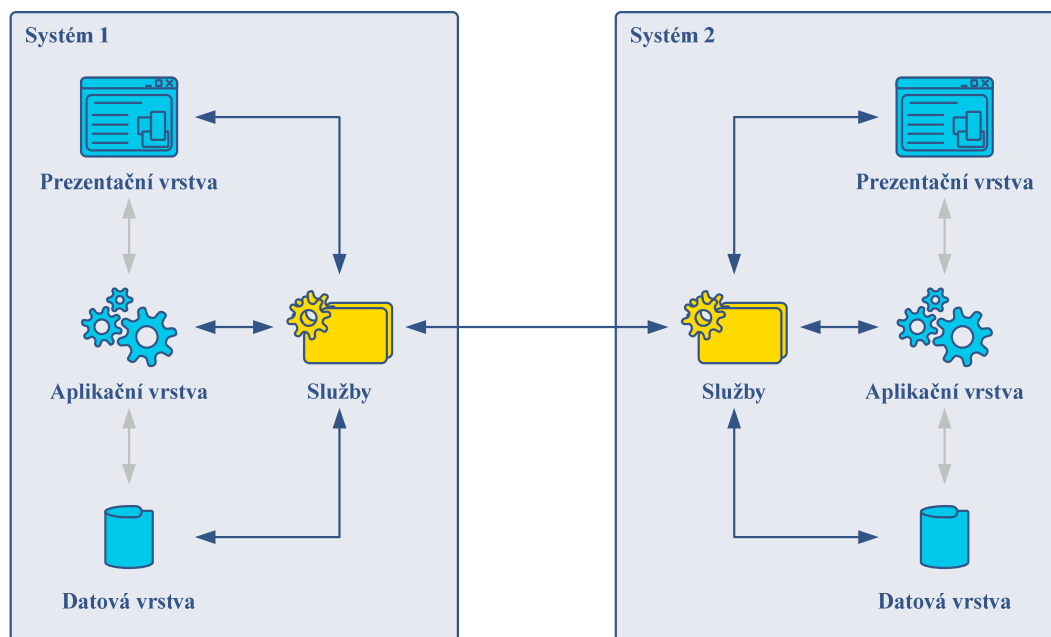 Systém 1
Prezentační vrstva
Aplikační vrstva
Služby
Datová vrstva
Systém 2
Prezentační vrstva
Služby
Aplikační vrstva
Datová vrstva